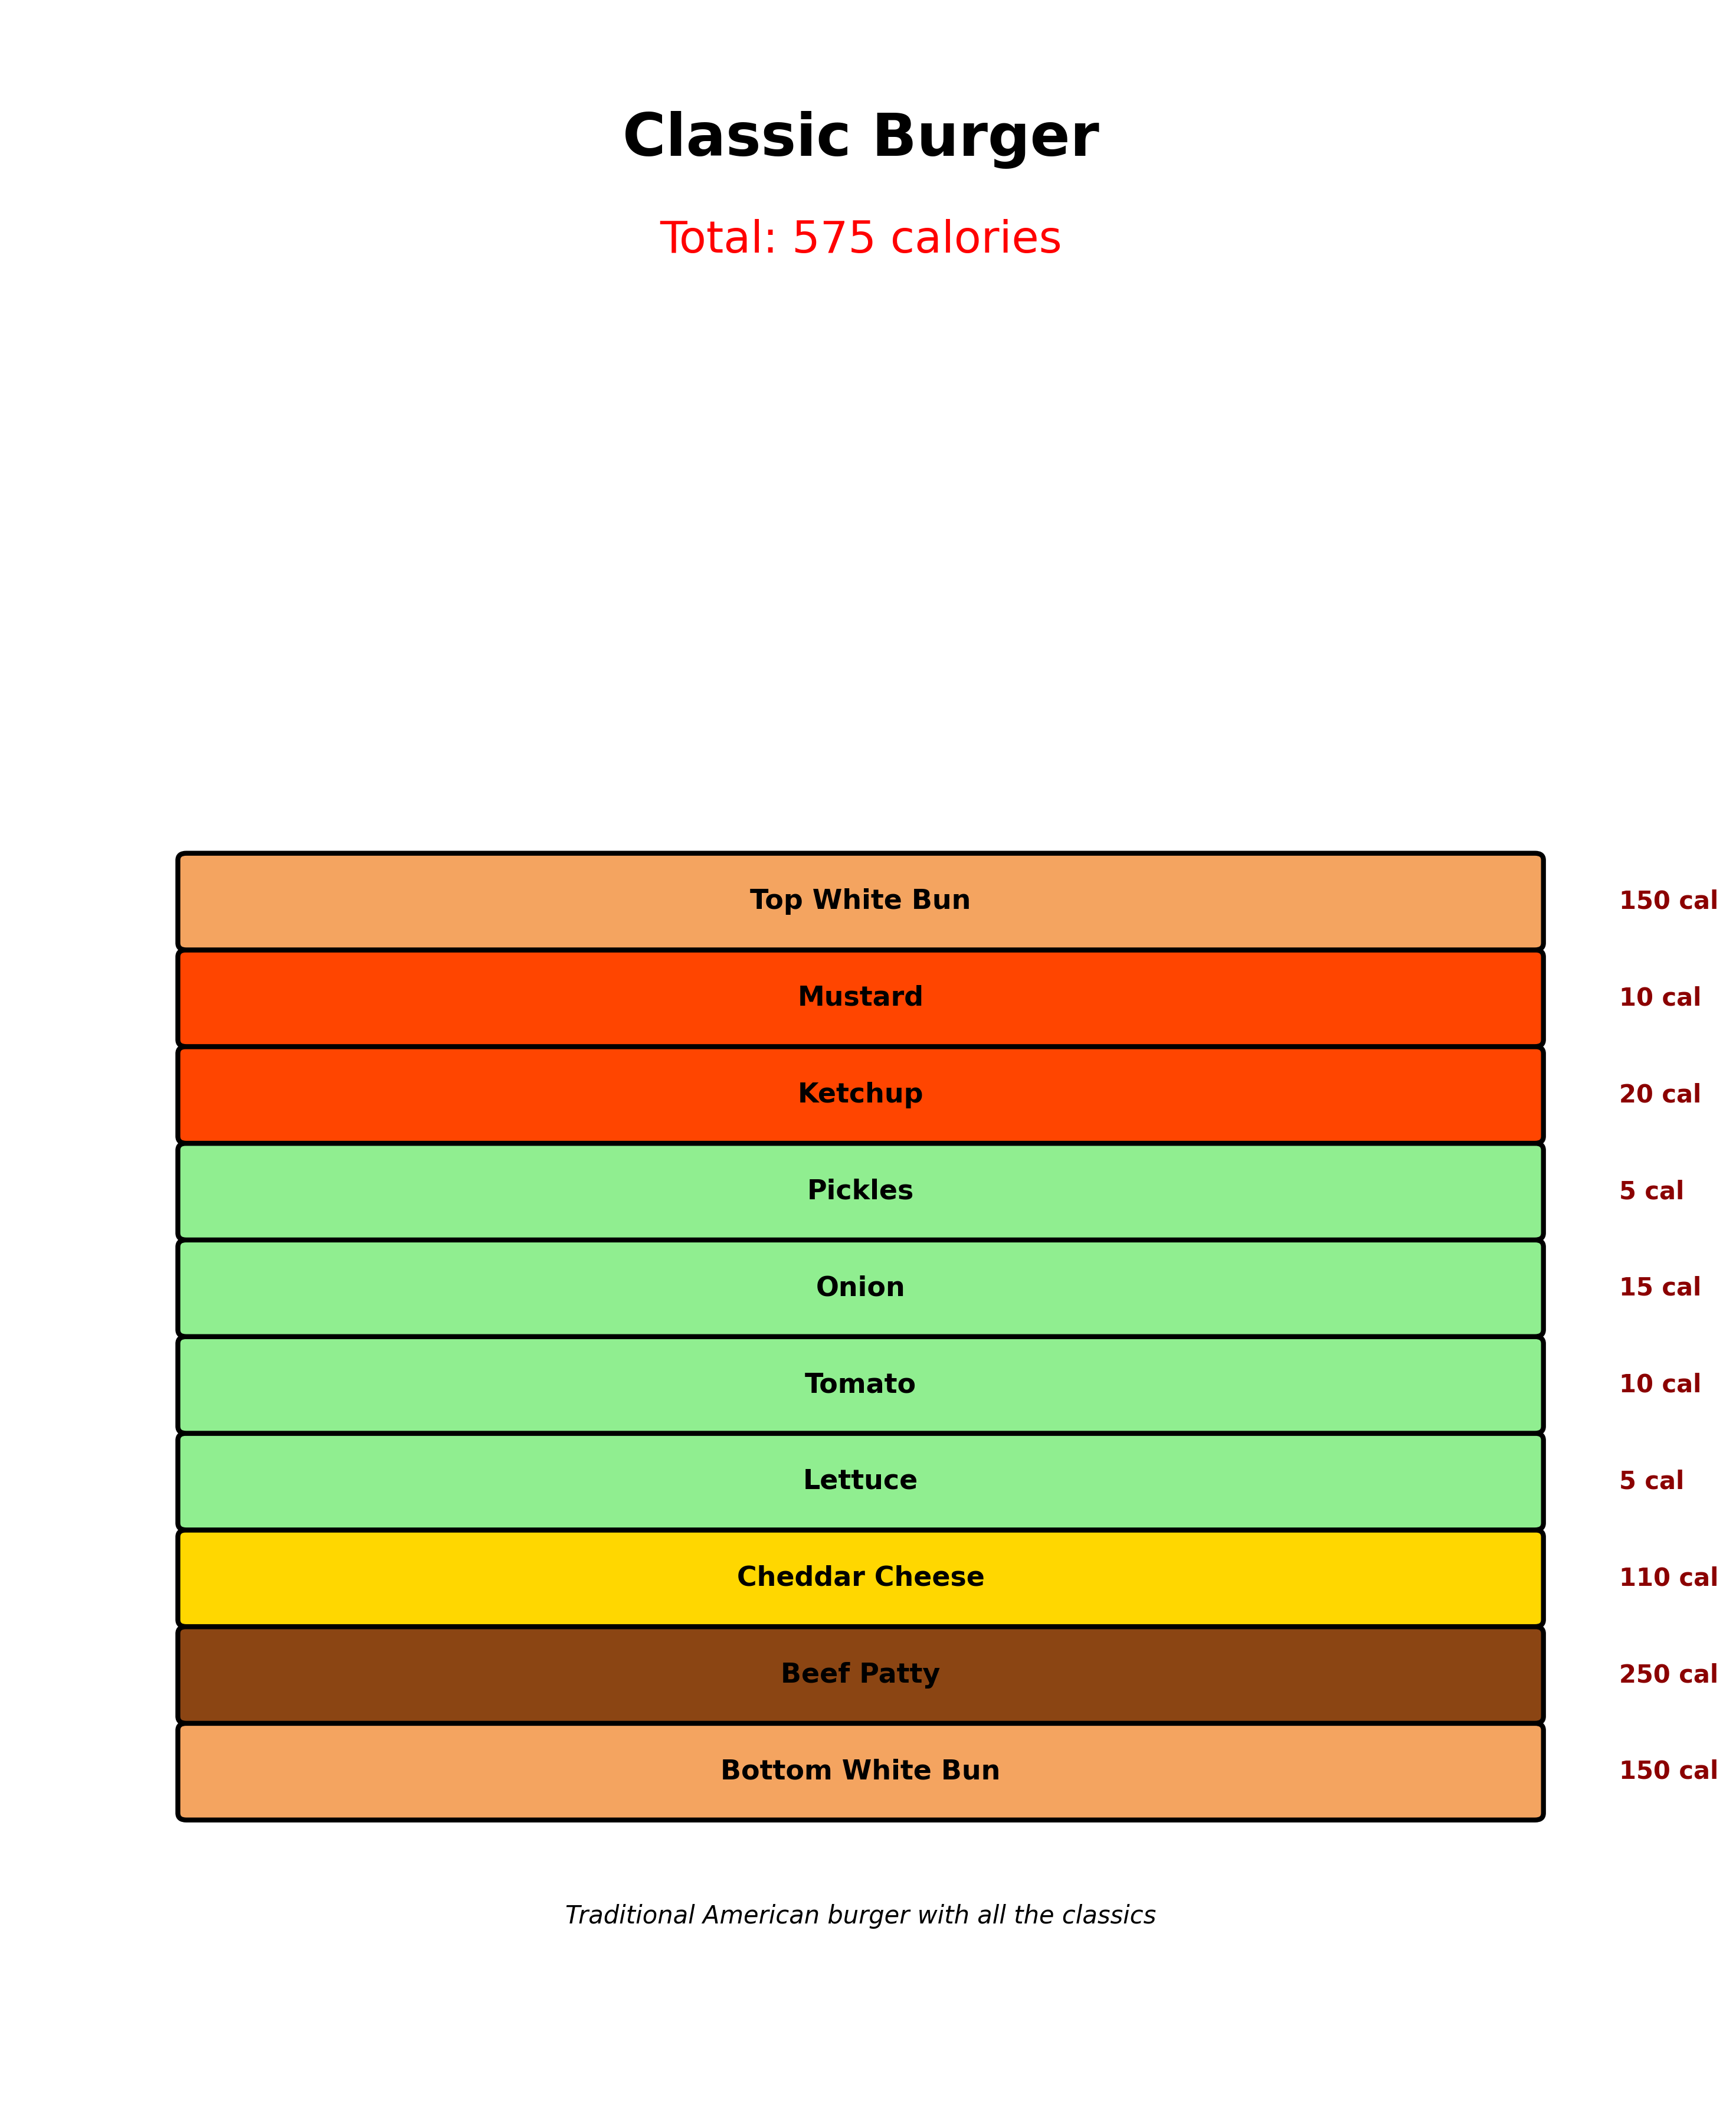 Classic Burger
Total: 575 calories
Top White Bun 150 cal
Mustard 10 cal
Ketchup 20 cal
Pickles 5 cal
Onion 15 cal
Tomato 10 cal
Lettuce 5 cal
Cheddar Cheese 110 cal
Beef Patty 250 cal
Bottom White Bun 150 cal
Traditional American burger with all the classics